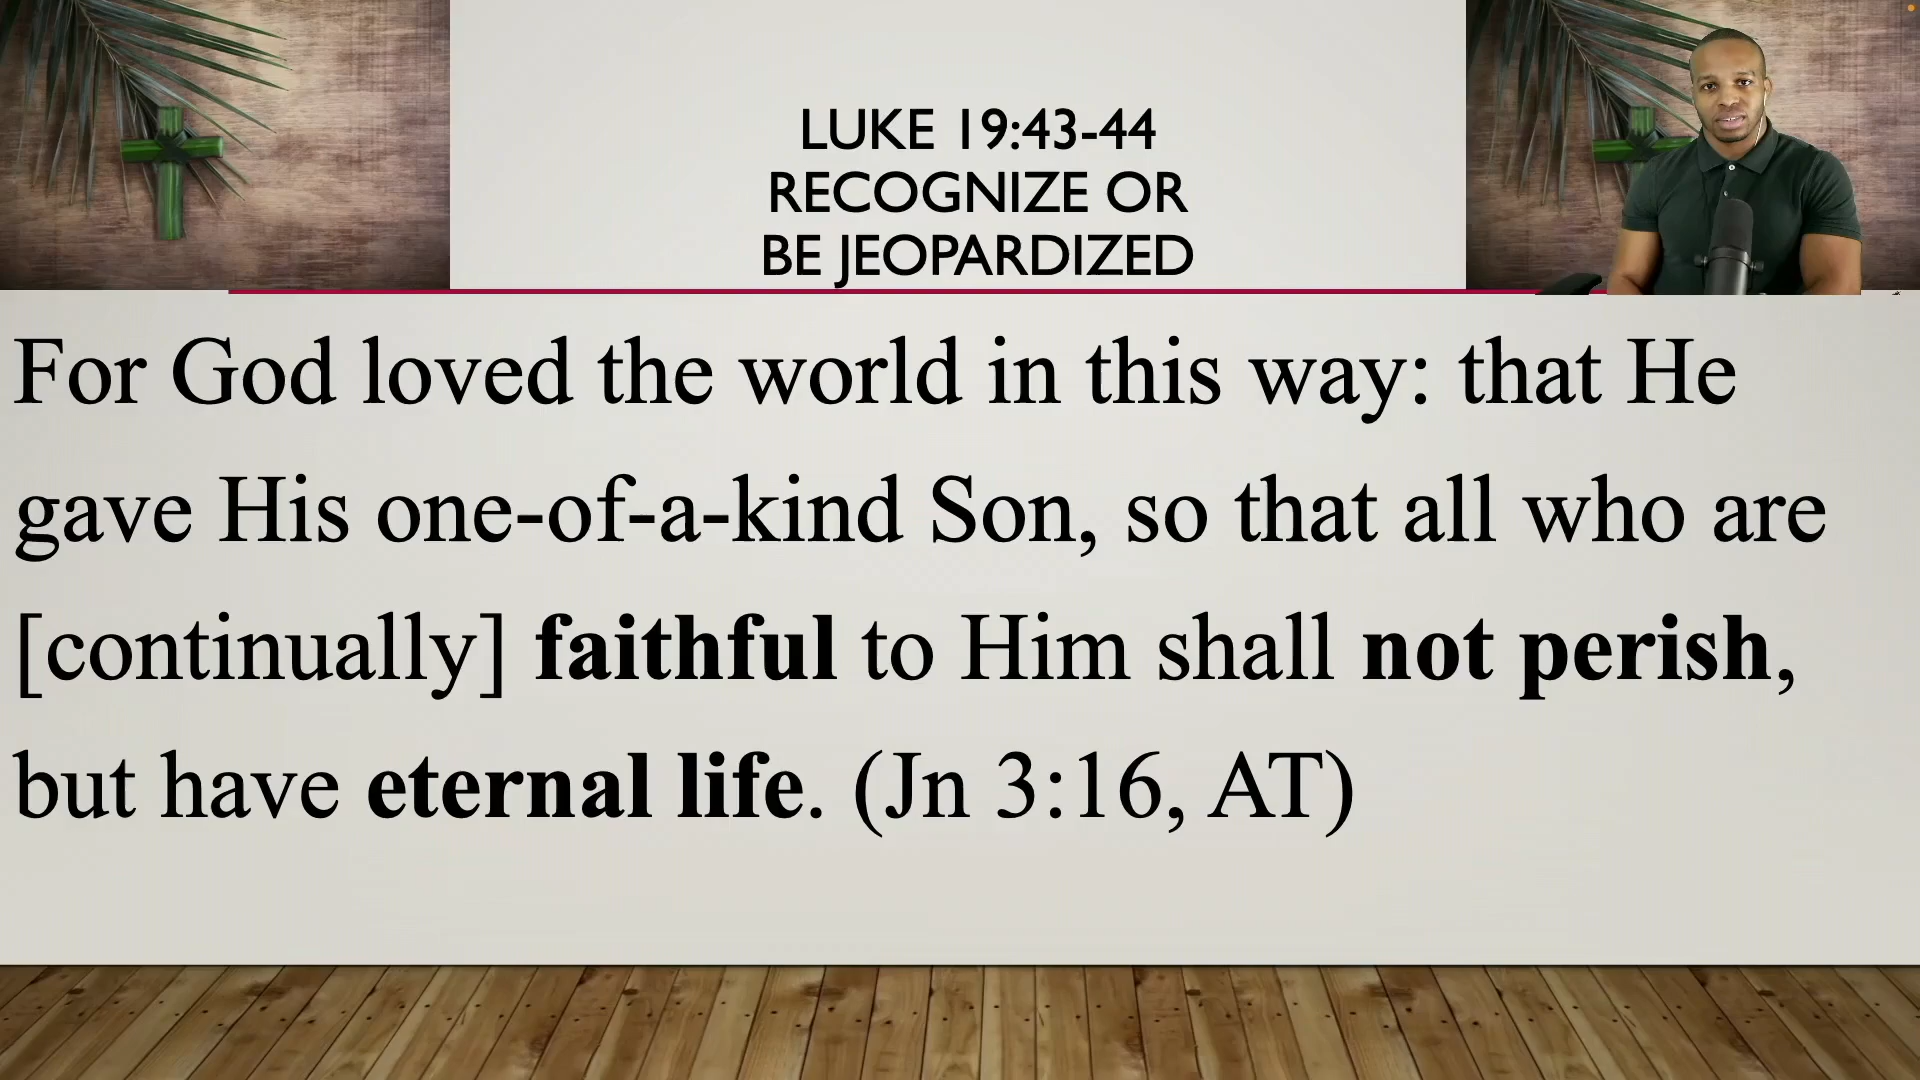 LUKE 19:43-44
RECOGNIZE OR
BE JEOPARDIZED
For God loved the world in this way: that He
gave His one-of-a-kind Son, so that all who are
[continually] faithful to Him shall not perish,
but have eternal life. (Jn 3:16, AT)